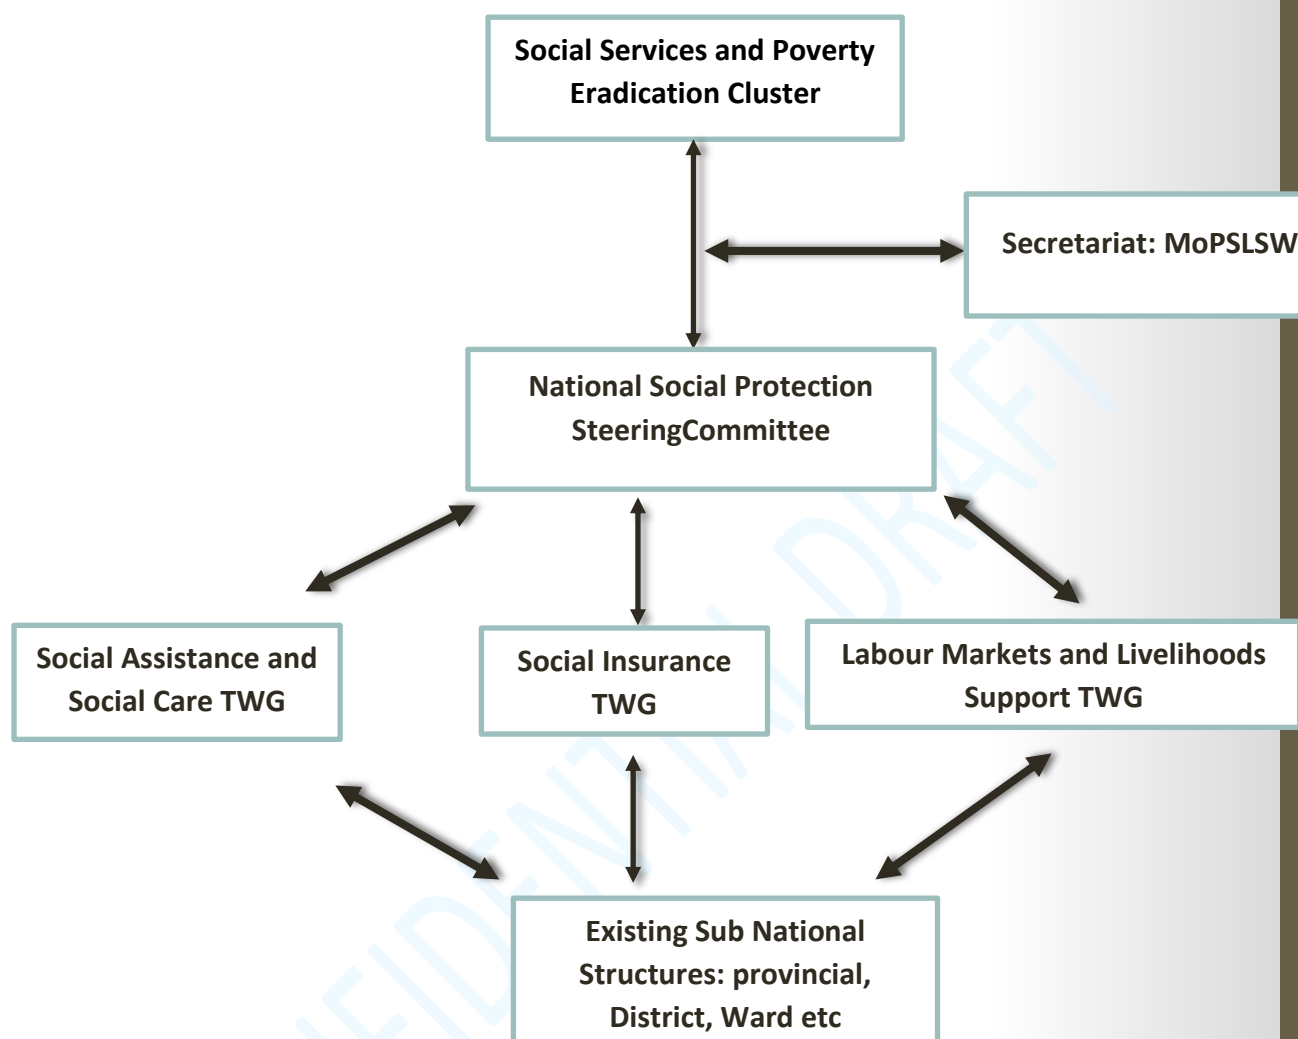 Social Services and Poverty
Eradication Cluster
Secretariat: MoPSLSW
National Social Protection
SteeringCommittee
Social Assistance and
Social Care TWG
Social Insurance
TWG
Labour Markets and Livelihoods
Support TWG
Existing Sub National
Structures: provincial,
District, Ward etc